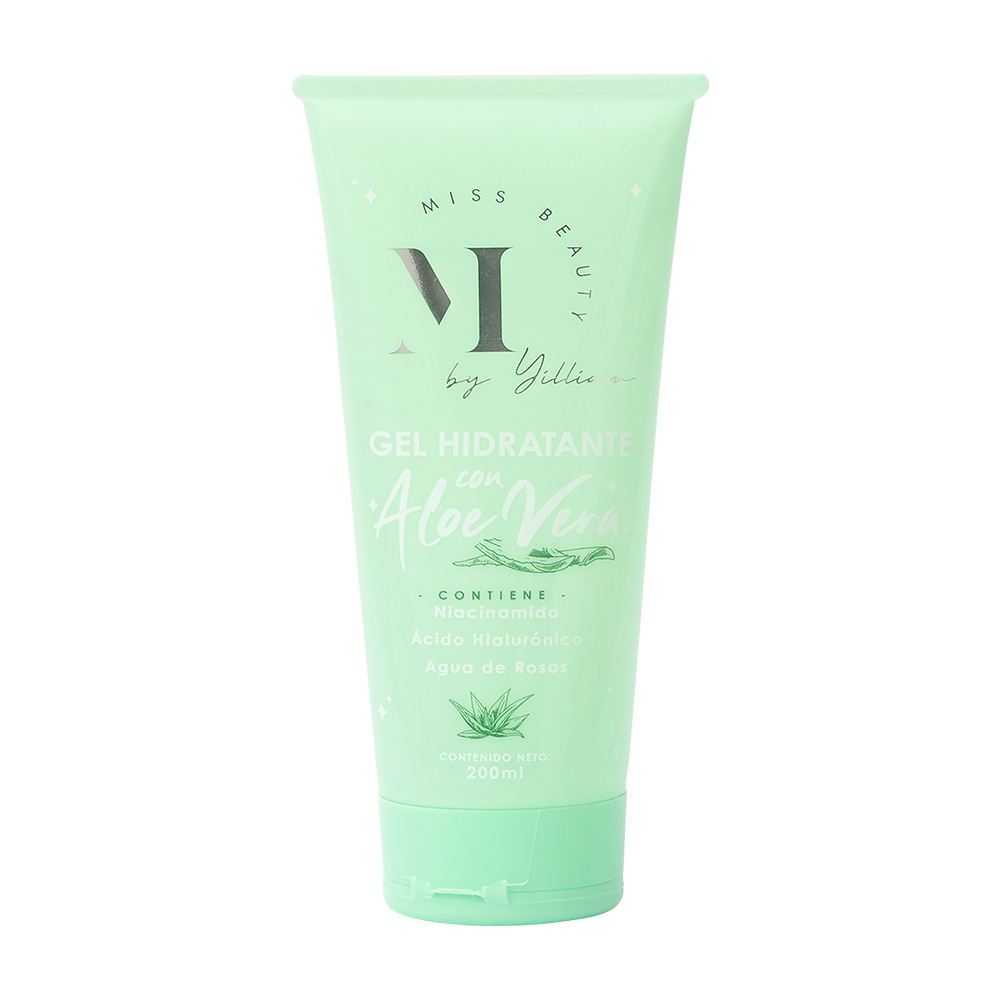 MISS BEAUTY
M
by Yillian
GEL HIDRATANTE
con
Aloe Vera
- CONTIENE -
Niacinamida
Ácido Hialurónico
Agua de Rosas
CONTENIDO NETO:
200ml